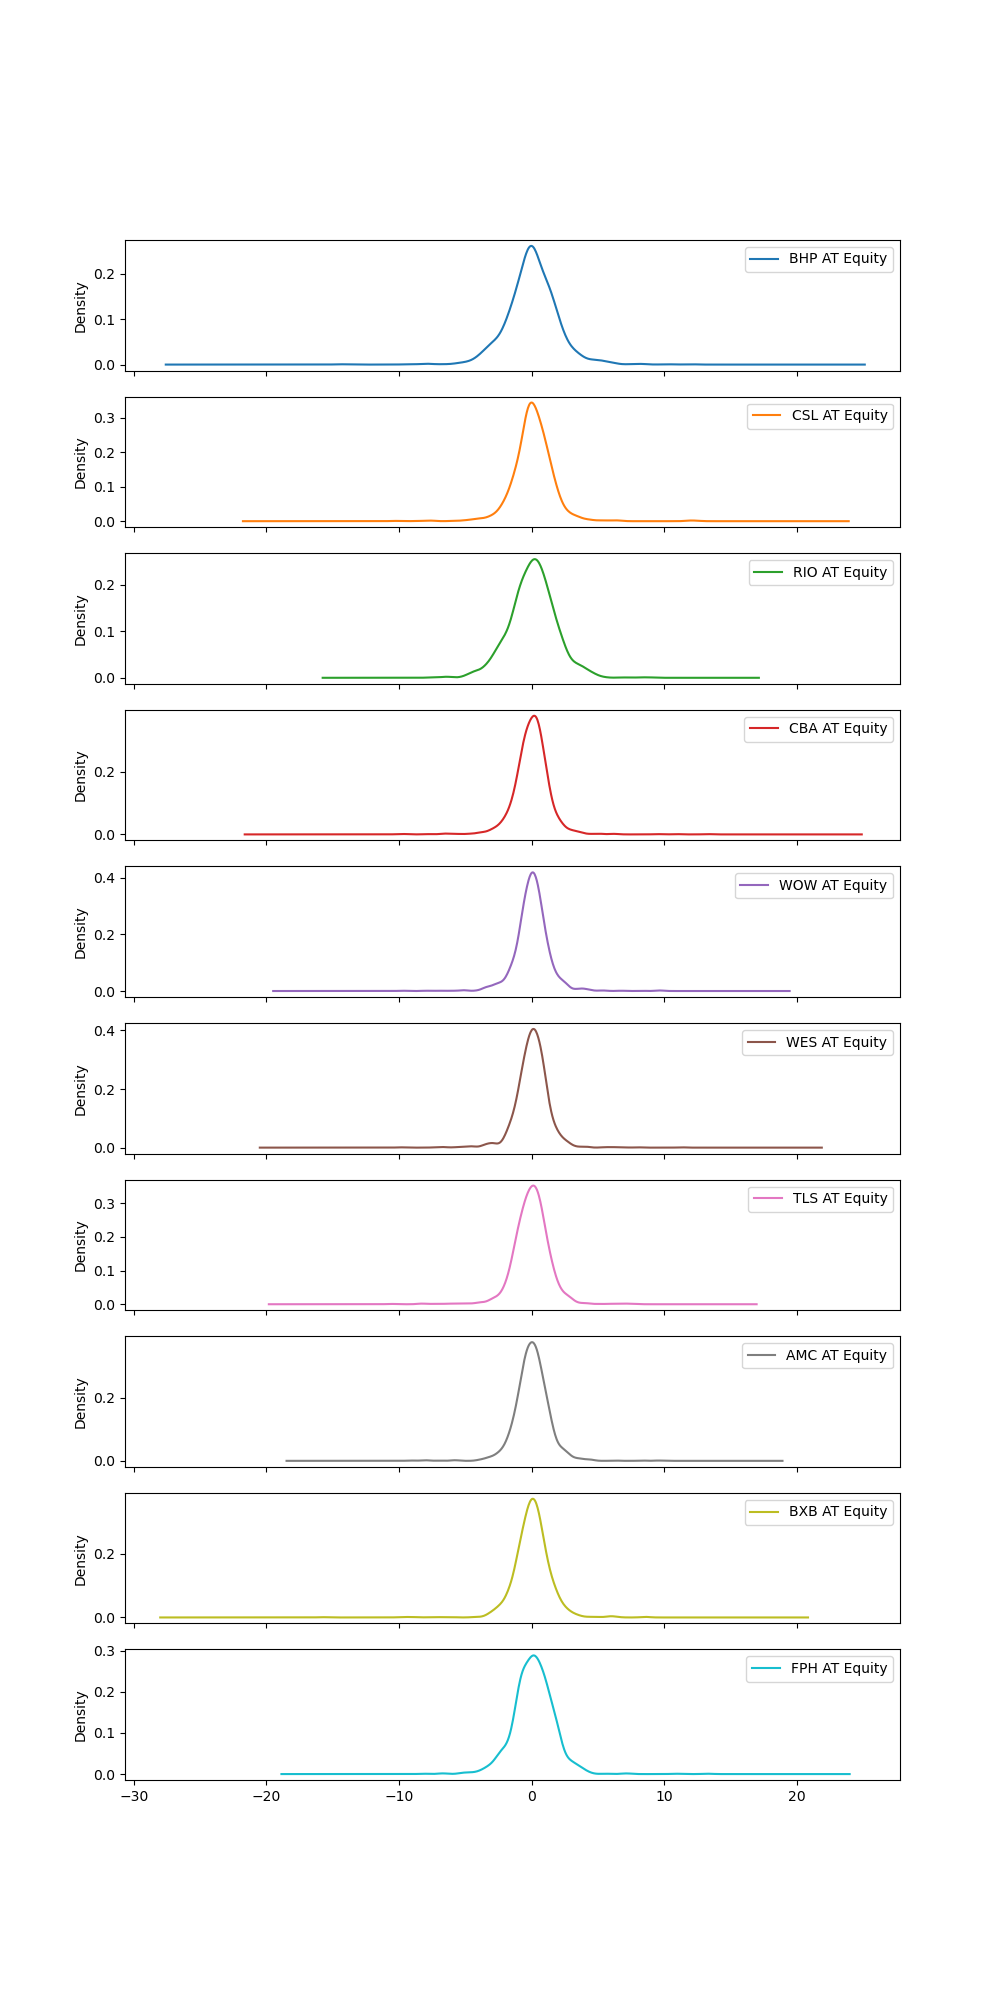 BHP AT Equity
Density
0.2
0.1
0.0
CSL AT Equity
Density
0.3
0.2
0.1
0.0
RIO AT Equity
Density
0.2
0.1
0.0
CBA AT Equity
Density
0.2
0.0
WOW AT Equity
Density
0.4
0.2
0.0
WES AT Equity
Density
0.4
0.2
0.0
TLS AT Equity
Density
0.3
0.2
0.1
0.0
AMC AT Equity
Density
0.2
0.0
BXB AT Equity
Density
0.2
0.0
FPH AT Equity
Density
0.3
0.2
0.1
0.0
−30 −20 −10 0 10 20